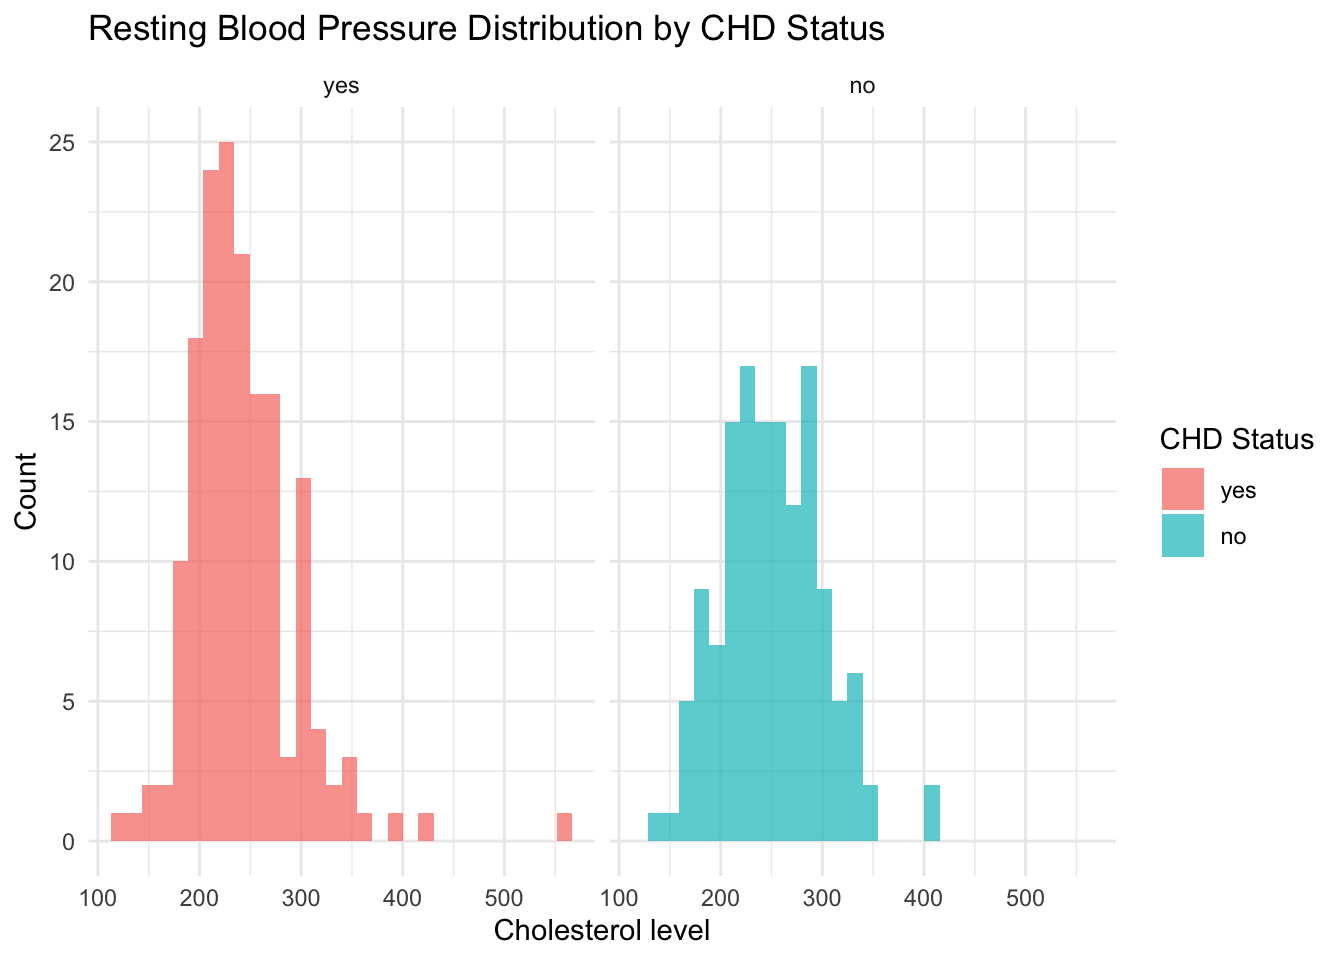 Resting Blood Pressure Distribution by CHD Status
yes
no
25
20
15
10
5
0
Count
100 200 300 400 500
100 200 300 400 500
Cholesterol level
CHD Status
yes
no